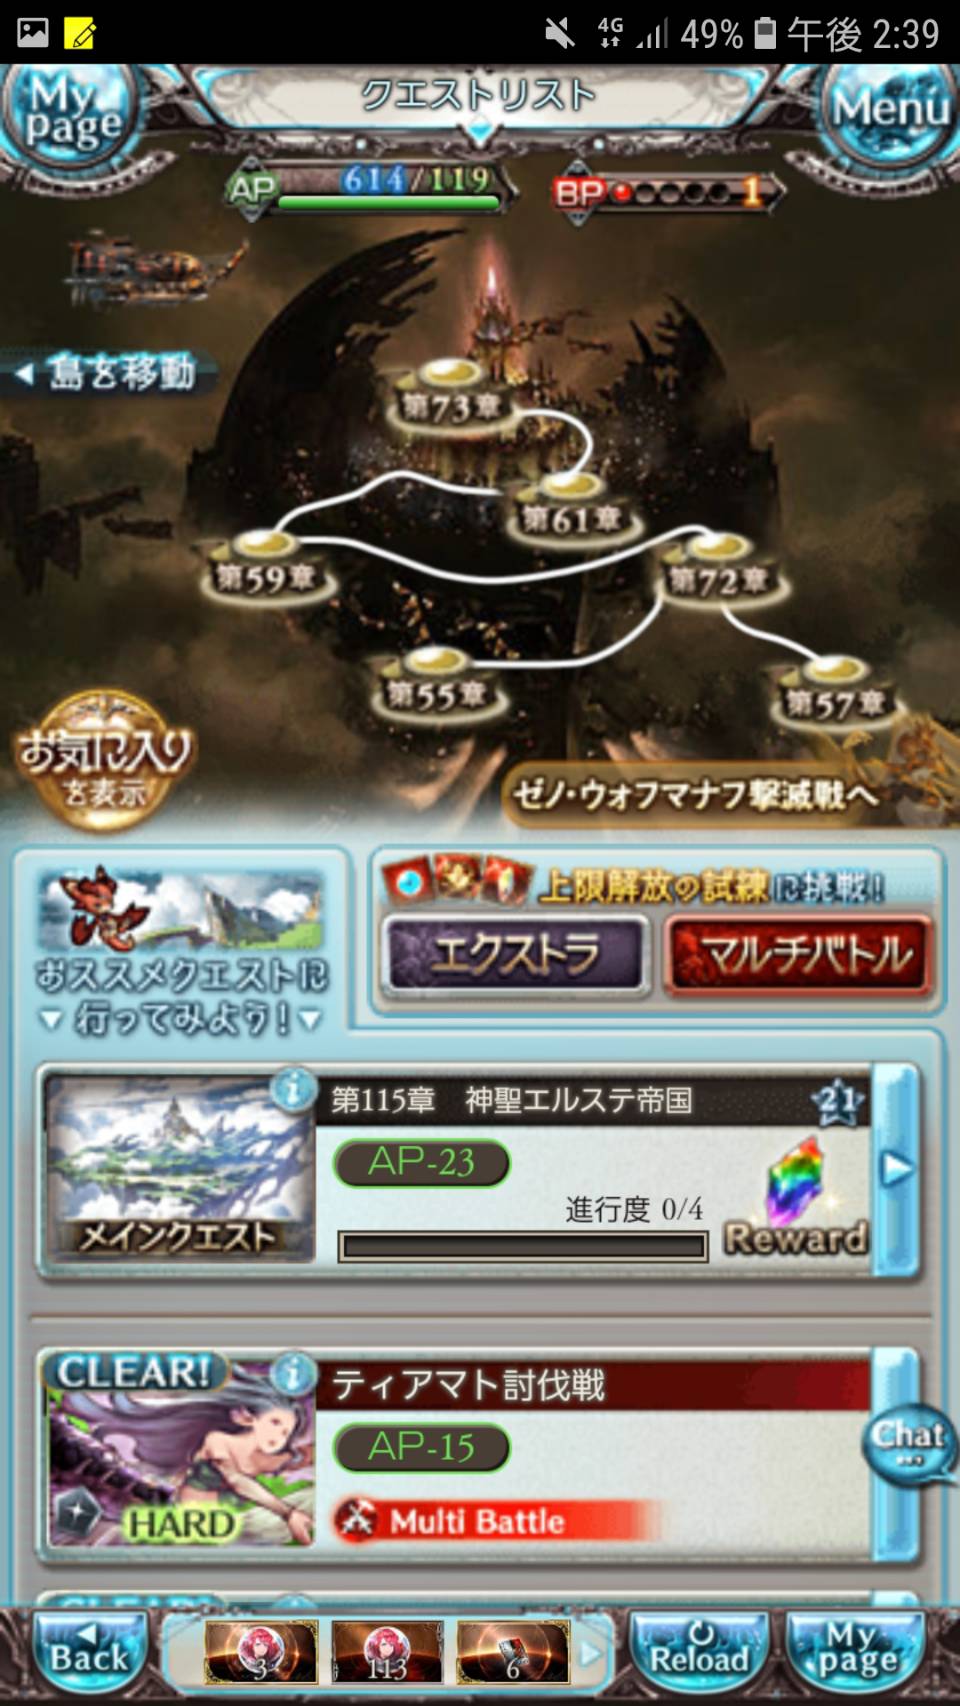 4G 49% 午後 2:39
My page
クエストリスト
Menu
AP 614/119
BP 1
島を移動
第73章
第61章
第59章
第72章
第55章
第57章
お気に入り
を表示
ゼノ・ウォフマナフ撃滅戦へ
上限解放の試練に挑戦!
エクストラ
マルチバトル
おススメクエストに
行ってみよう!
第115章 神聖エルステ帝国
21
AP-23
進行度 0/4
メインクエスト
Reward
CLEAR!
ティアマト討伐戦
AP-15
HARD
Multi Battle
Chat
...
CLEAR!
Back
3
113
6
Reload
My page